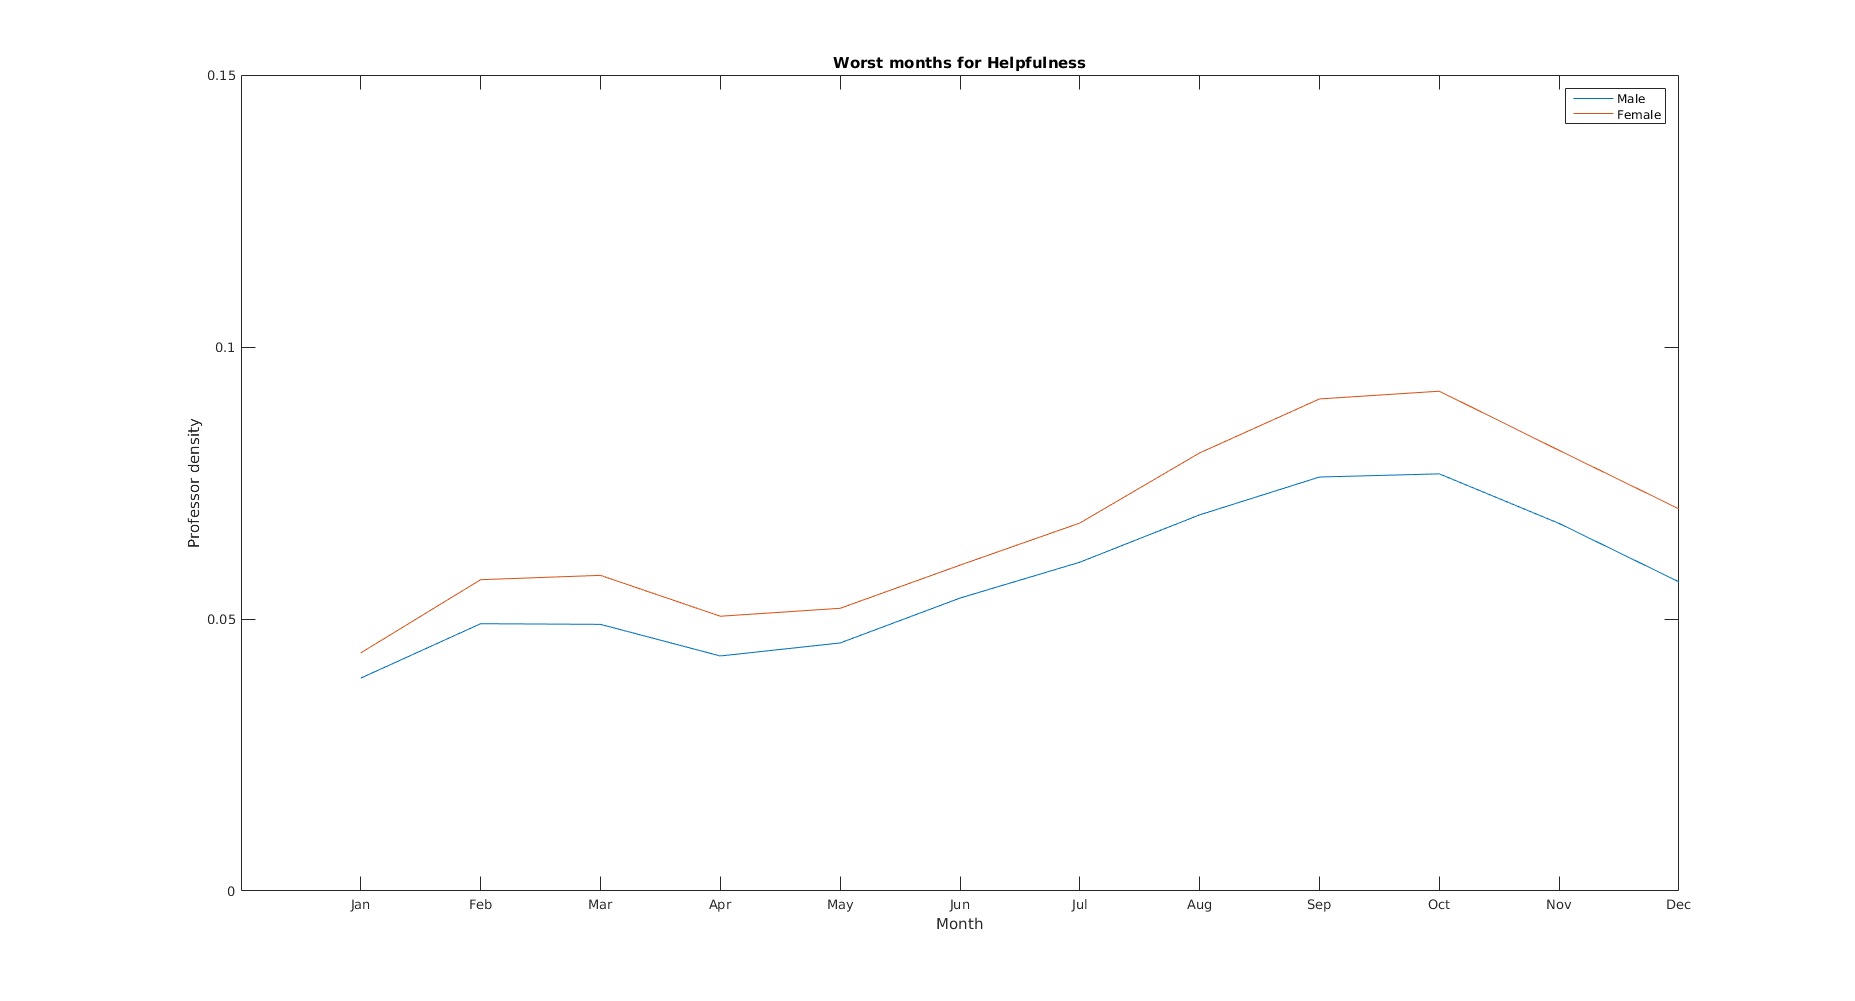 Worst months for Helpfulness
Male
Female
0.15
0.1
0.05
0
Professor density
Jan Feb Mar Apr May Jun Jul Aug Sep Oct Nov Dec
Month